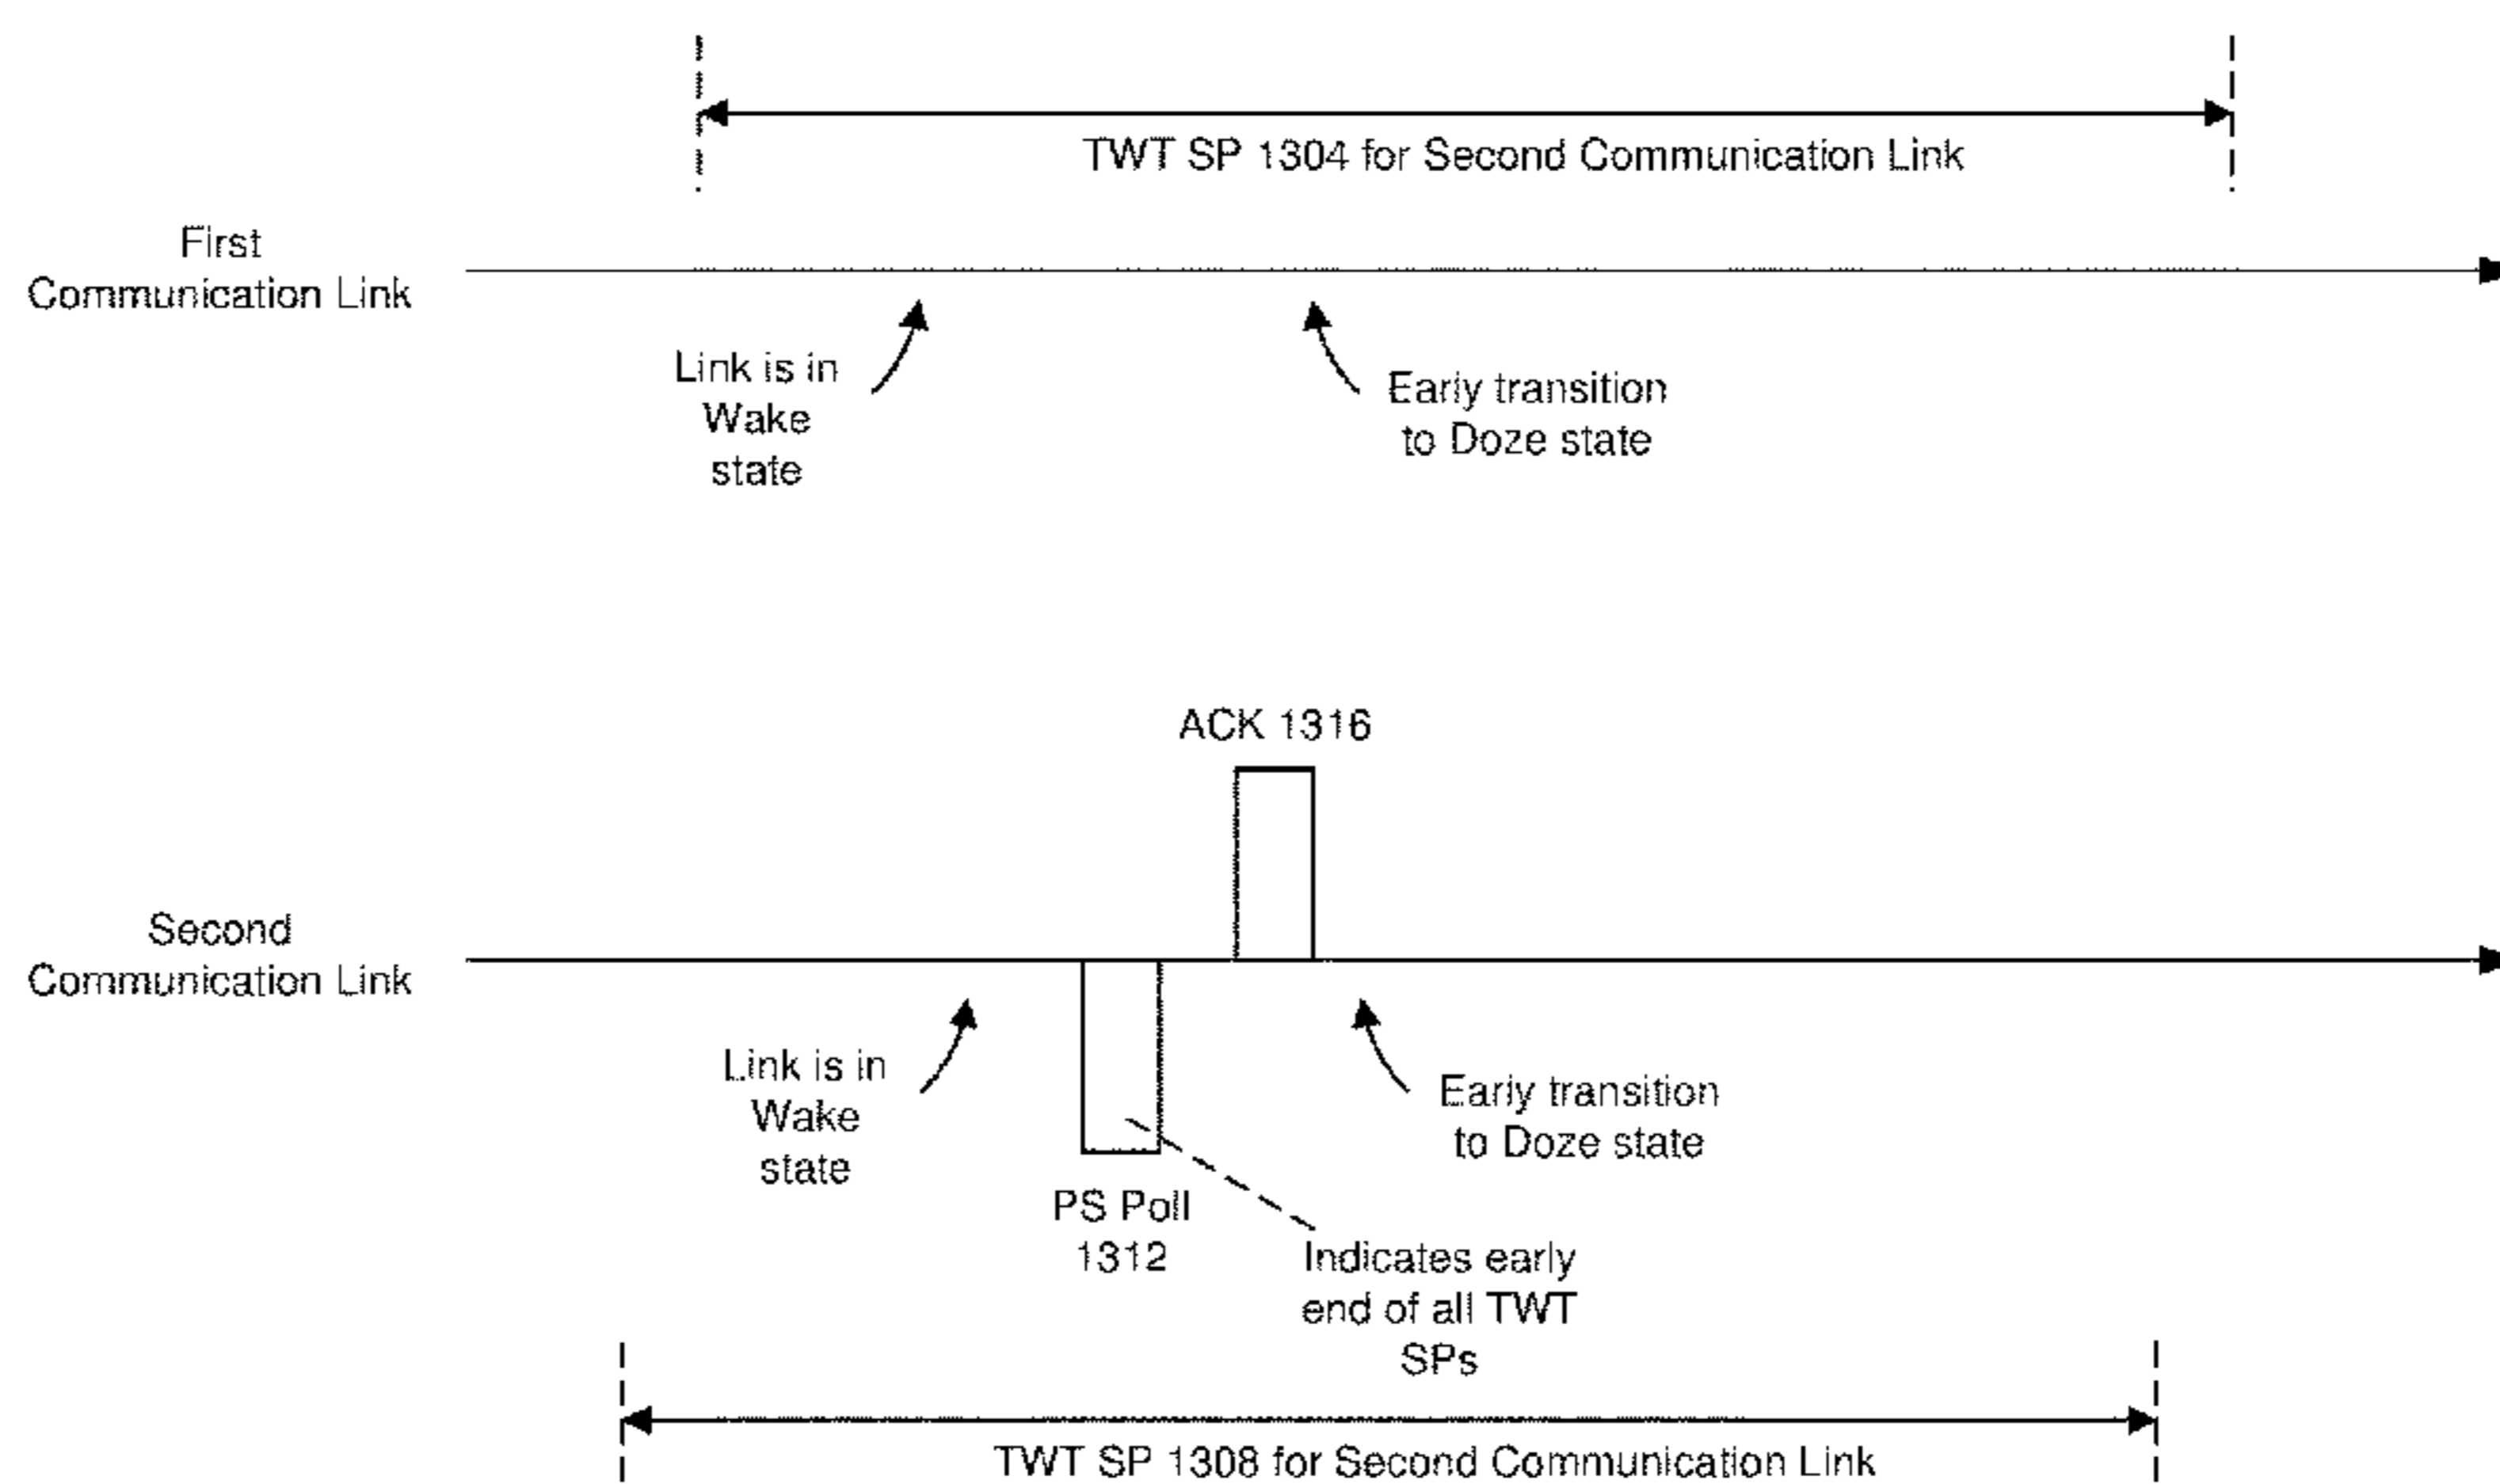 TWT SP 1304 for Second Communication Link
First
Communication Link
Link is in
Wake
state
Early transition
to Doze state
ACK 1316
Second
Communication Link
Link is in
Wake
state
Early transition
to Doze state
PS Poll
1312
Indicates early
end of all TWT
SPs
TWT SP 1308 for Second Communication Link